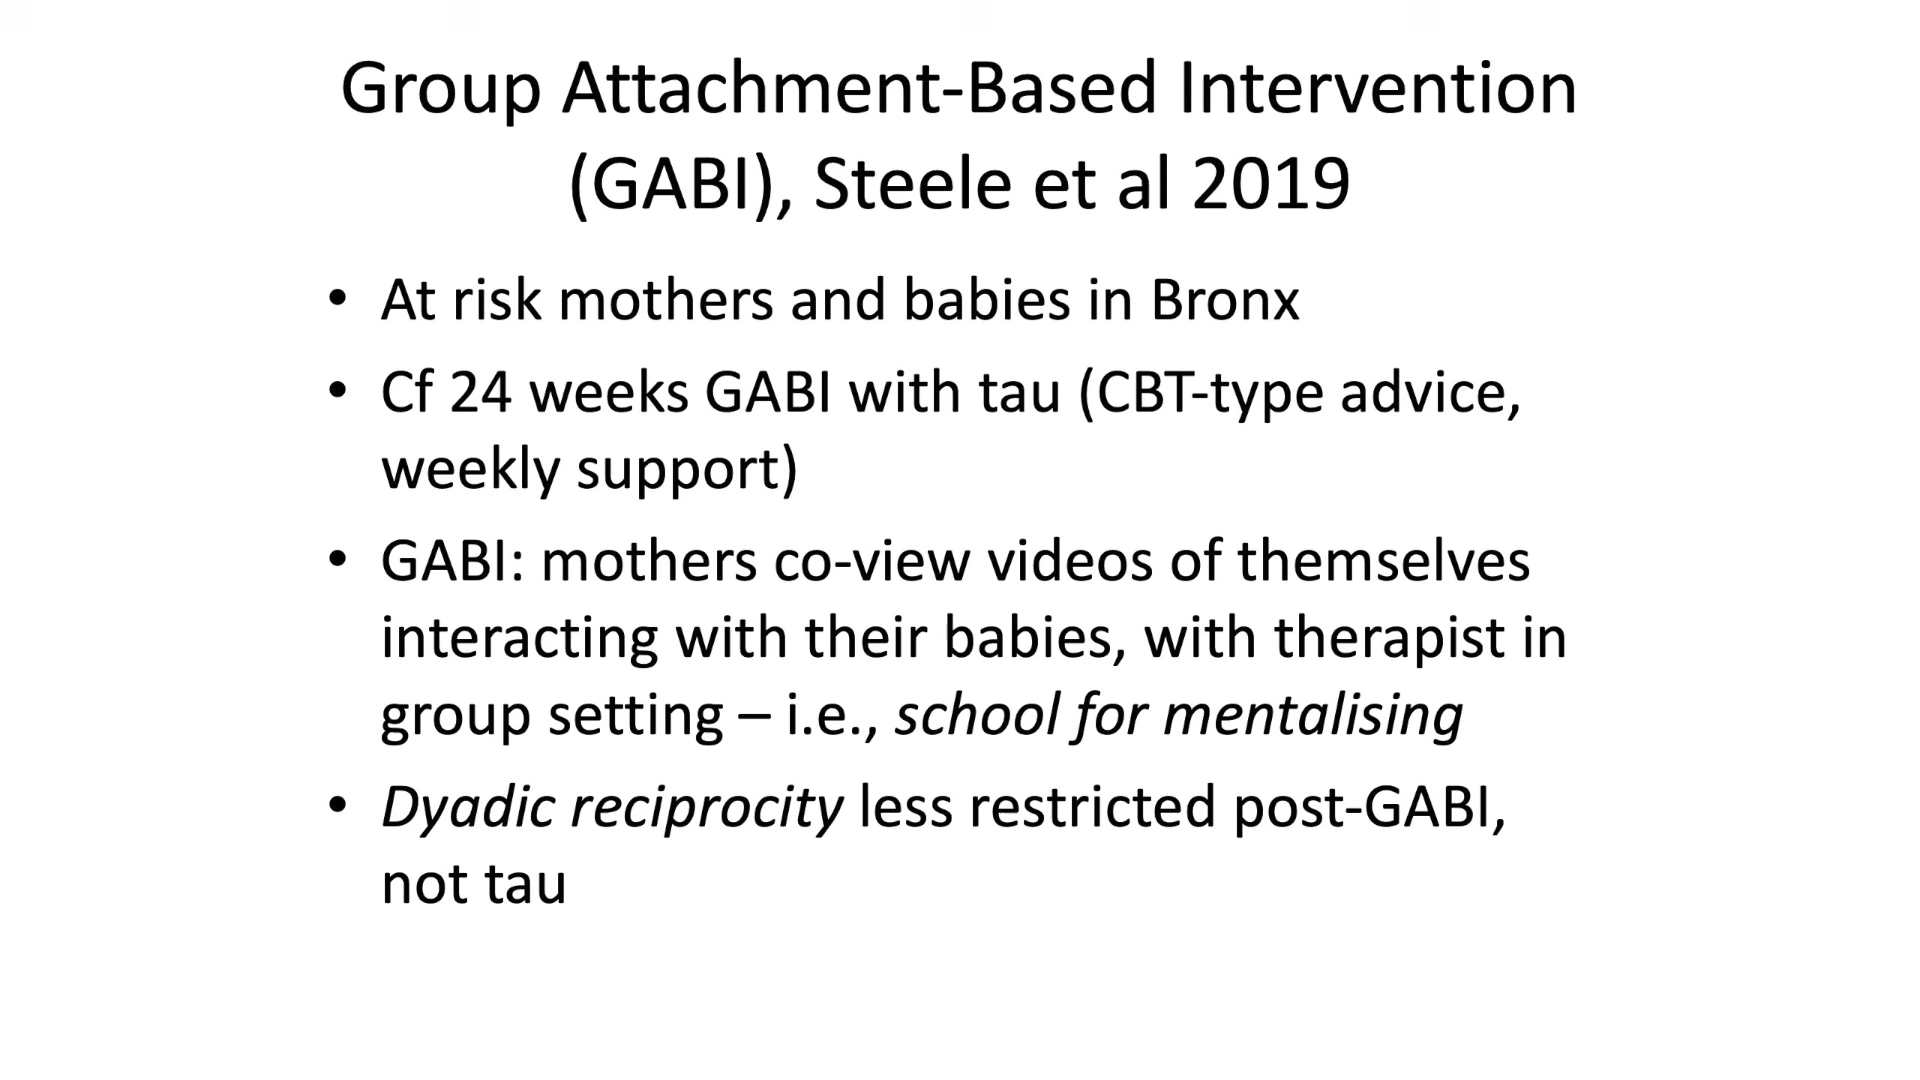 Group Attachment-Based Intervention
(GABI), Steele et al 2019
• At risk mothers and babies in Bronx
• Cf 24 weeks GABI with tau (CBT-type advice,
weekly support)
• GABI: mothers co-view videos of themselves
interacting with their babies, with therapist in
group setting – i.e., school for mentalising
• Dyadic reciprocity less restricted post-GABI,
not tau